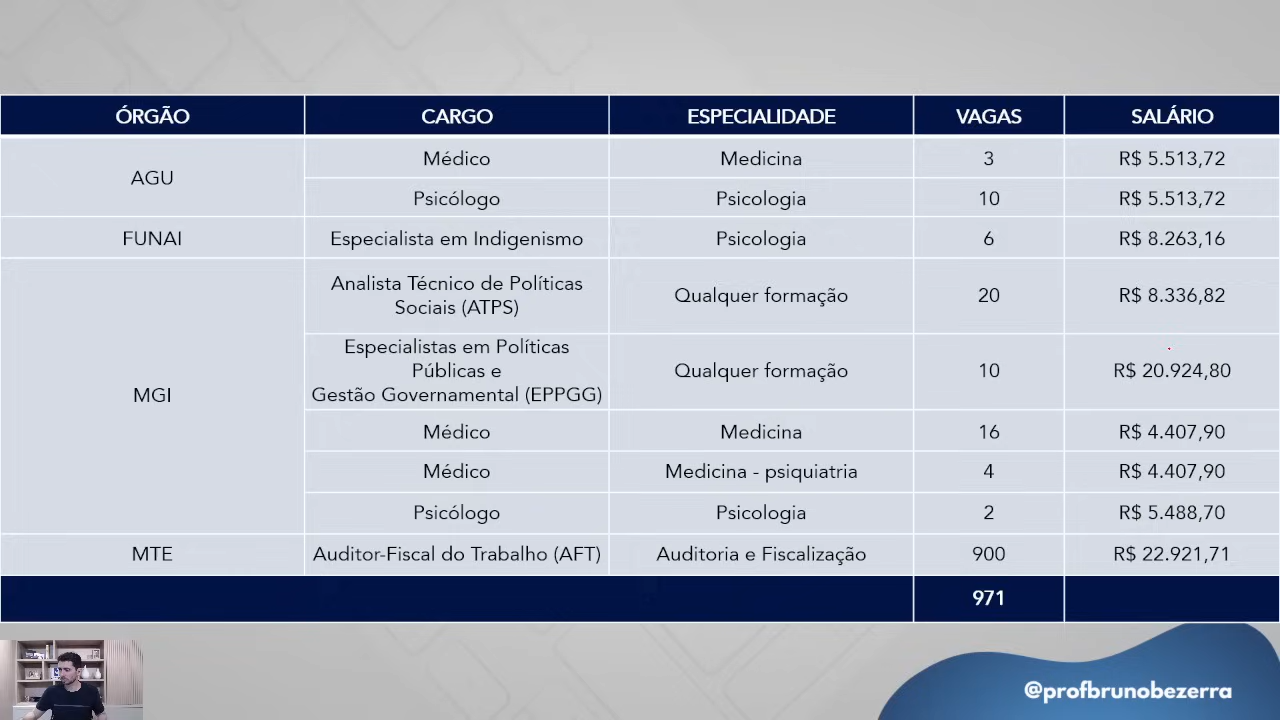 ÓRGÃO CARGO ESPECIALIDADE VAGAS SALÁRIO
AGU
Médico Medicina 3 R$ 5.513,72
Psicólogo Psicologia 10 R$ 5.513,72
FUNAI Especialista em Indigenismo Psicologia 6 R$ 8.263,16
MGI
Analista Técnico de Políticas
Sociais (ATPS)
Qualquer formação 20 R$ 8.336,82
Especialistas em Políticas
Públicas e
Gestão Governamental (EPPGG)
Qualquer formação 10 R$ 20.924,80
Médico Medicina 16 R$ 4.407,90
Médico Medicina - psiquiatria 4 R$ 4.407,90
Psicólogo Psicologia 2 R$ 5.488,70
MTE Auditor-Fiscal do Trabalho (AFT) Auditoria e Fiscalização 900 R$ 22.921,71
971
@profbrunobezerra